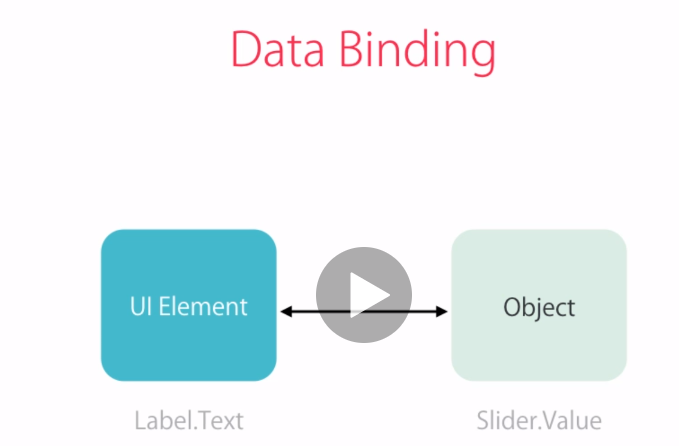 Data Binding
UI Element
Object
Label.Text
Slider.Value